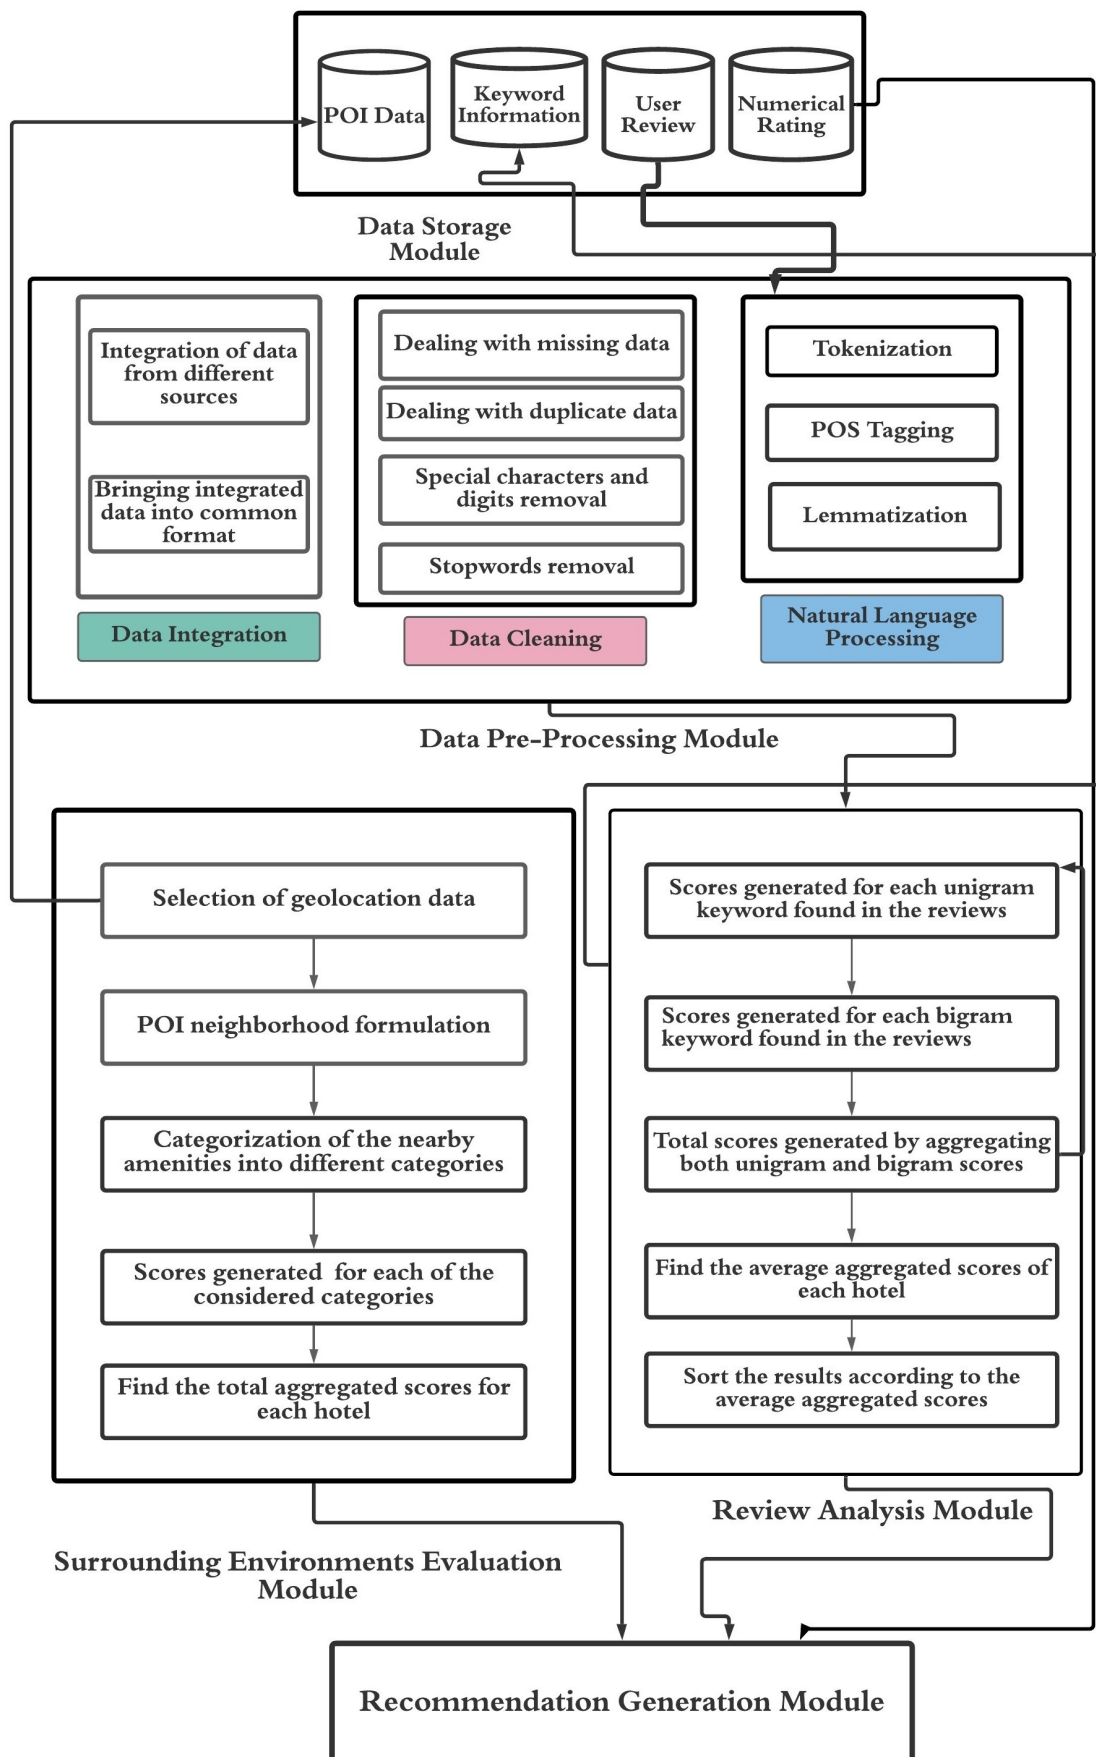 POI Data
Keyword
Information
User
Review
Numerical
Rating
Data Storage
Module
Integration of data
from different
sources
Bringing integrated
data into common
format
Data Integration
Dealing with missing data
Dealing with duplicate data
Special characters and
digits removal
Stopwords removal
Data Cleaning
Tokenization
POS Tagging
Lemmatization
Natural Language
Processing
Data Pre-Processing Module
Selection of geolocation data
POI neighborhood formulation
Categorization of the nearby
amenities into different categories
Scores generated for each of the
considered categories
Find the total aggregated scores for
each hotel
Surrounding Environments Evaluation
Module
Scores generated for each unigram
keyword found in the reviews
Scores generated for each bigram
keyword found in the reviews
Total scores generated by aggregating
both unigram and bigram scores
Find the average aggregated scores of
each hotel
Sort the results according to the
average aggregated scores
Review Analysis Module
Recommendation Generation Module